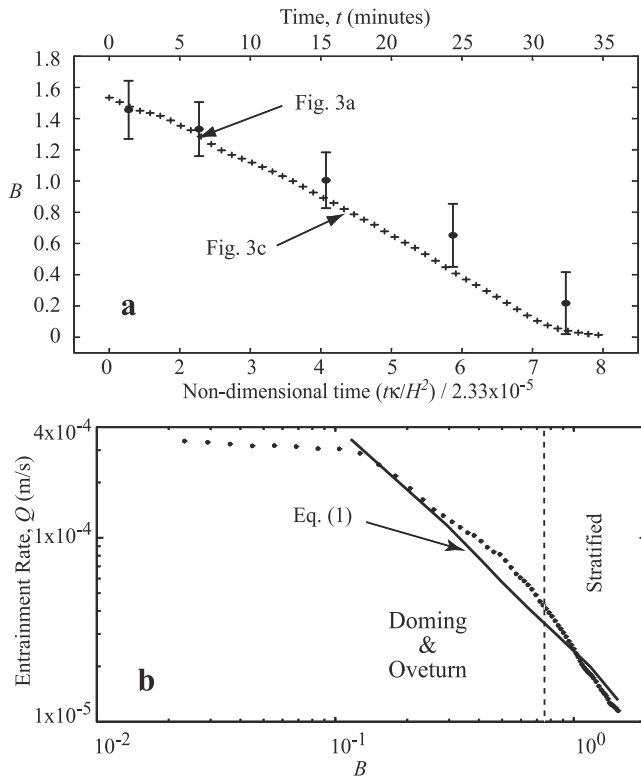 Time, t (minutes)
0 5 10 15 20 25 30 35
1.8
1.6
1.4
1.2
1.0
0.8
0.6
0.4
0.2
0
B
Fig. 3a
Fig. 3c
a
0 1 2 3 4 5 6 7 8
Non-dimensional time (tκ/H²) / 2.33x10⁻⁵
4x10⁻⁴
1x10⁻⁴
1x10⁻⁵
Entrainment Rate, Q (m/s)
Eq. (1)
Stratified
Doming
&
Oveturn
b
10⁻² 10⁻¹ 10⁰
B